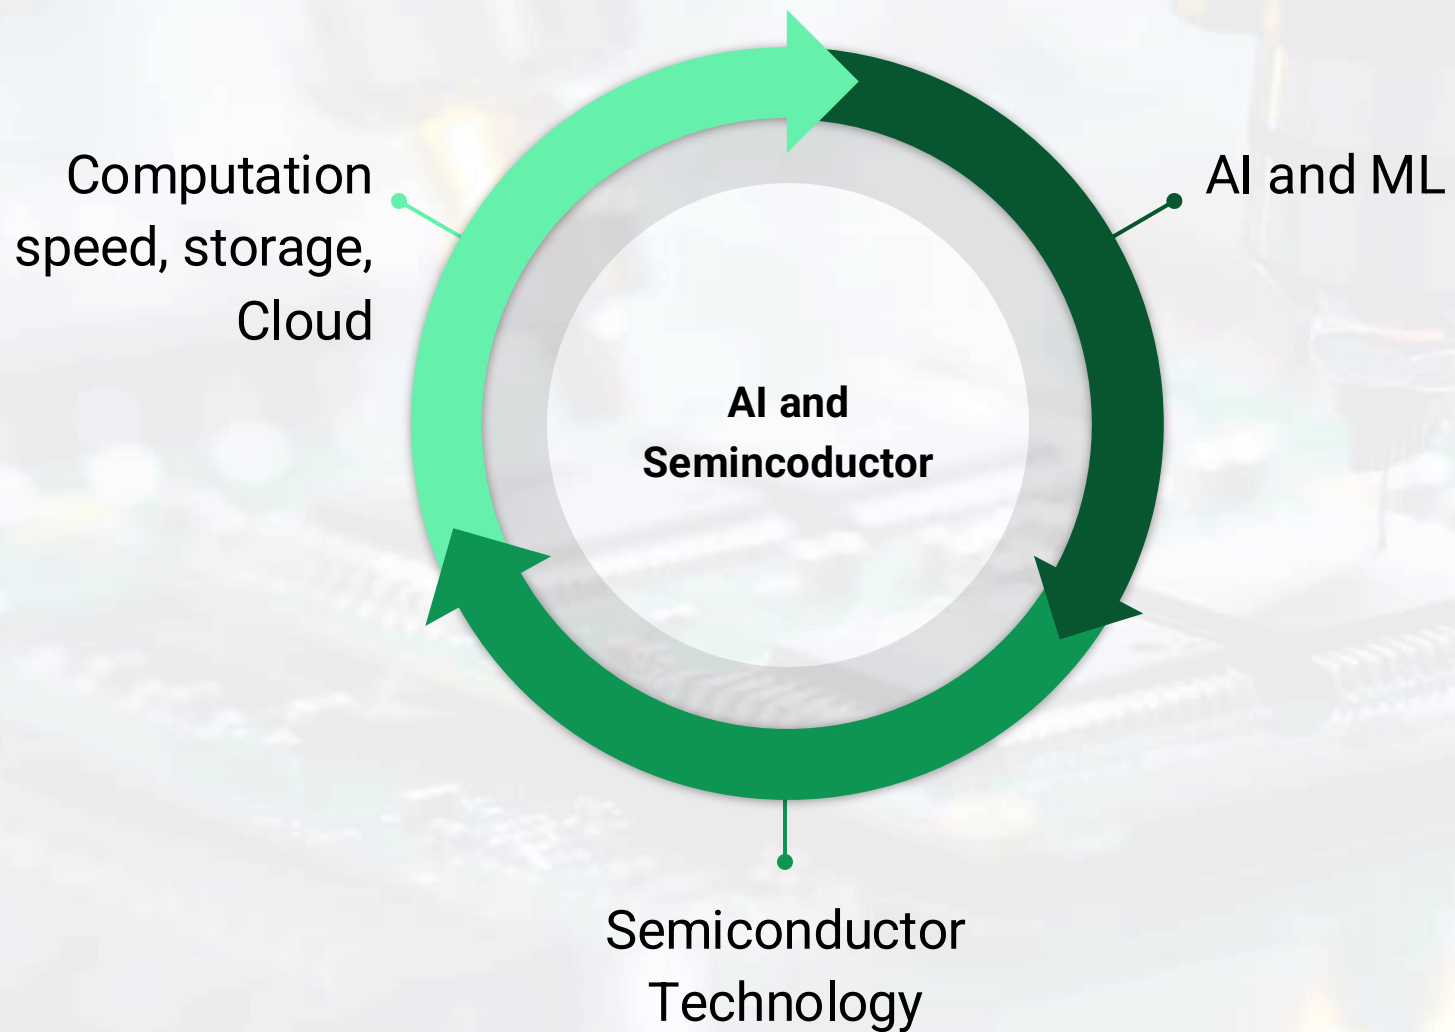 Computation
speed, storage,
Cloud
AI and ML
AI and
Semincoductor
Semiconductor
Technology